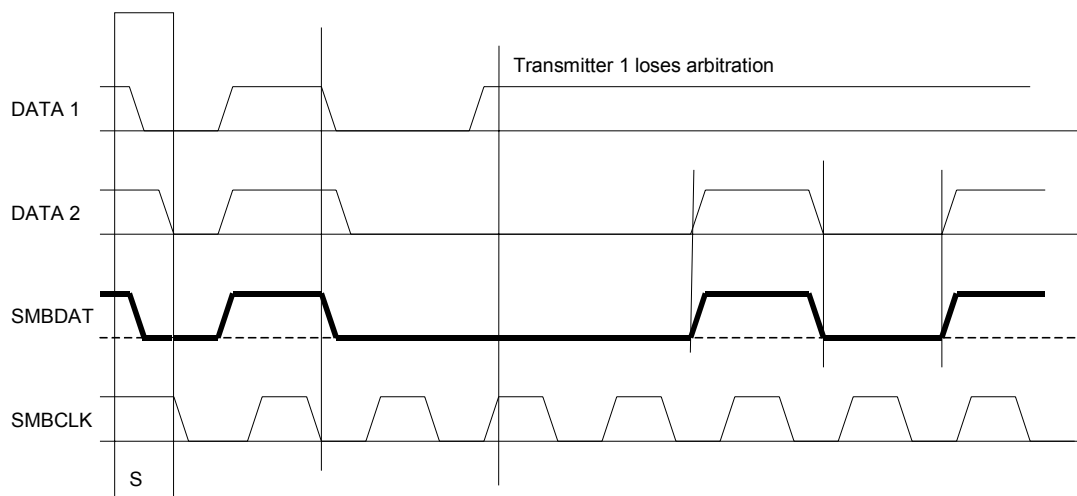 Transmitter 1 loses arbitration
DATA 1
DATA 2
SMBDAT
SMBCLK
S